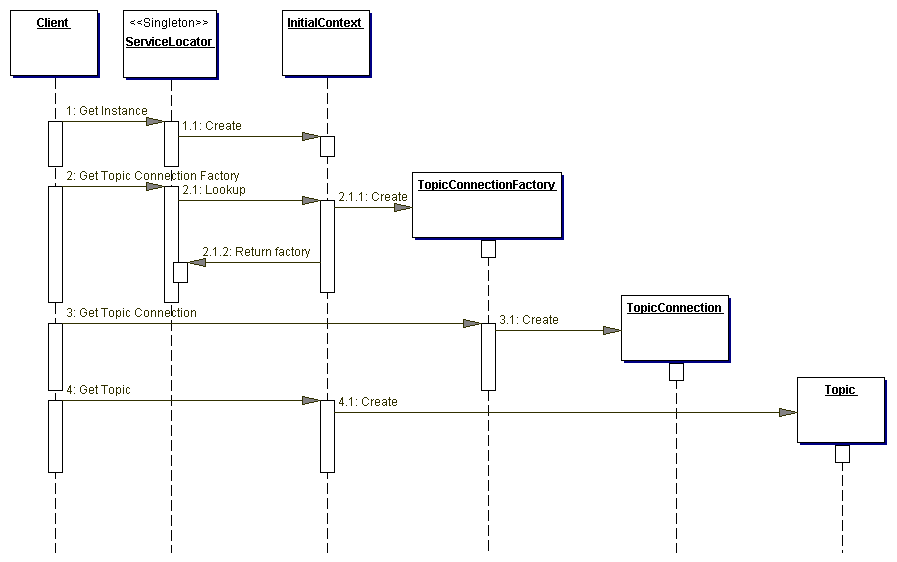 Client
<<Singleton>>
ServiceLocator
InitialContext
1: Get Instance
1.1: Create
2: Get Topic Connection Factory
2.1: Lookup
2.1.1: Create
TopicConnectionFactory
2.1.2: Return factory
3: Get Topic Connection
3.1: Create
TopicConnection
4: Get Topic
4.1: Create
Topic